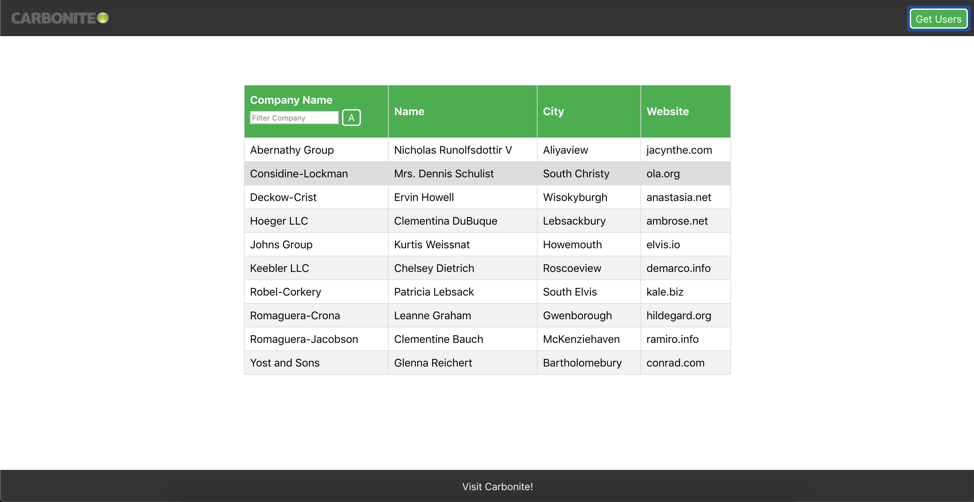 CARBONITE
Get Users
Company Name
Filter Company A
Name
City
Website
Abernathy Group Nicholas Runolfsdottir V Aliyaview jacynthe.com
Considine-Lockman Mrs. Dennis Schulist South Christy ola.org
Deckow-Crist Ervin Howell Wisokyburgh anastasia.net
Hoeger LLC Clementina DuBuque Lebsackbury ambrose.net
Johns Group Kurtis Weissnat Howemouth elvis.io
Keebler LLC Chelsey Dietrich Roscoeview demarco.info
Robel-Corkery Patricia Lebsack South Elvis kale.biz
Romaguera-Crona Leanne Graham Gwenborough hildegard.org
Romaguera-Jacobson Clementine Bauch McKenziehaven ramiro.info
Yost and Sons Glenna Reichert Bartholomebury conrad.com
Visit Carbonite!